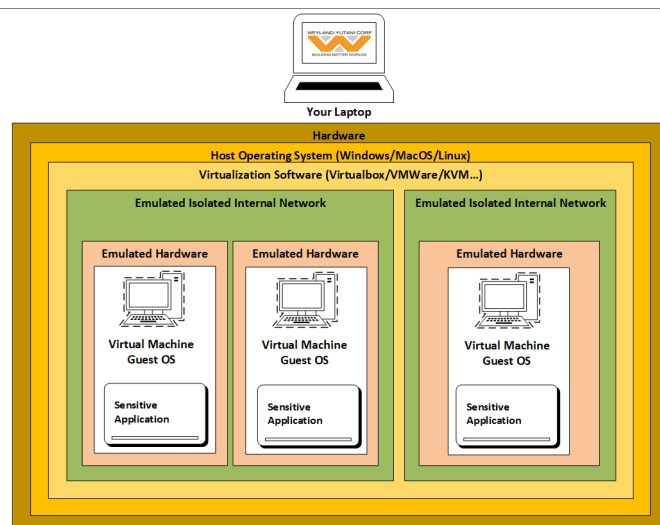 WEYLAND-YUTANI CORP
BUILDING BETTER WORLDS
Your Laptop
Hardware
Host Operating System (Windows/MacOS/Linux)
Virtualization Software (Virtualbox/VMWare/KVM...)
Emulated Isolated Internal Network
Emulated Isolated Internal Network
Emulated Hardware
Emulated Hardware
Emulated Hardware
Virtual Machine
Guest OS
Virtual Machine
Guest OS
Virtual Machine
Guest OS
Sensitive
Application
Sensitive
Application
Sensitive
Application